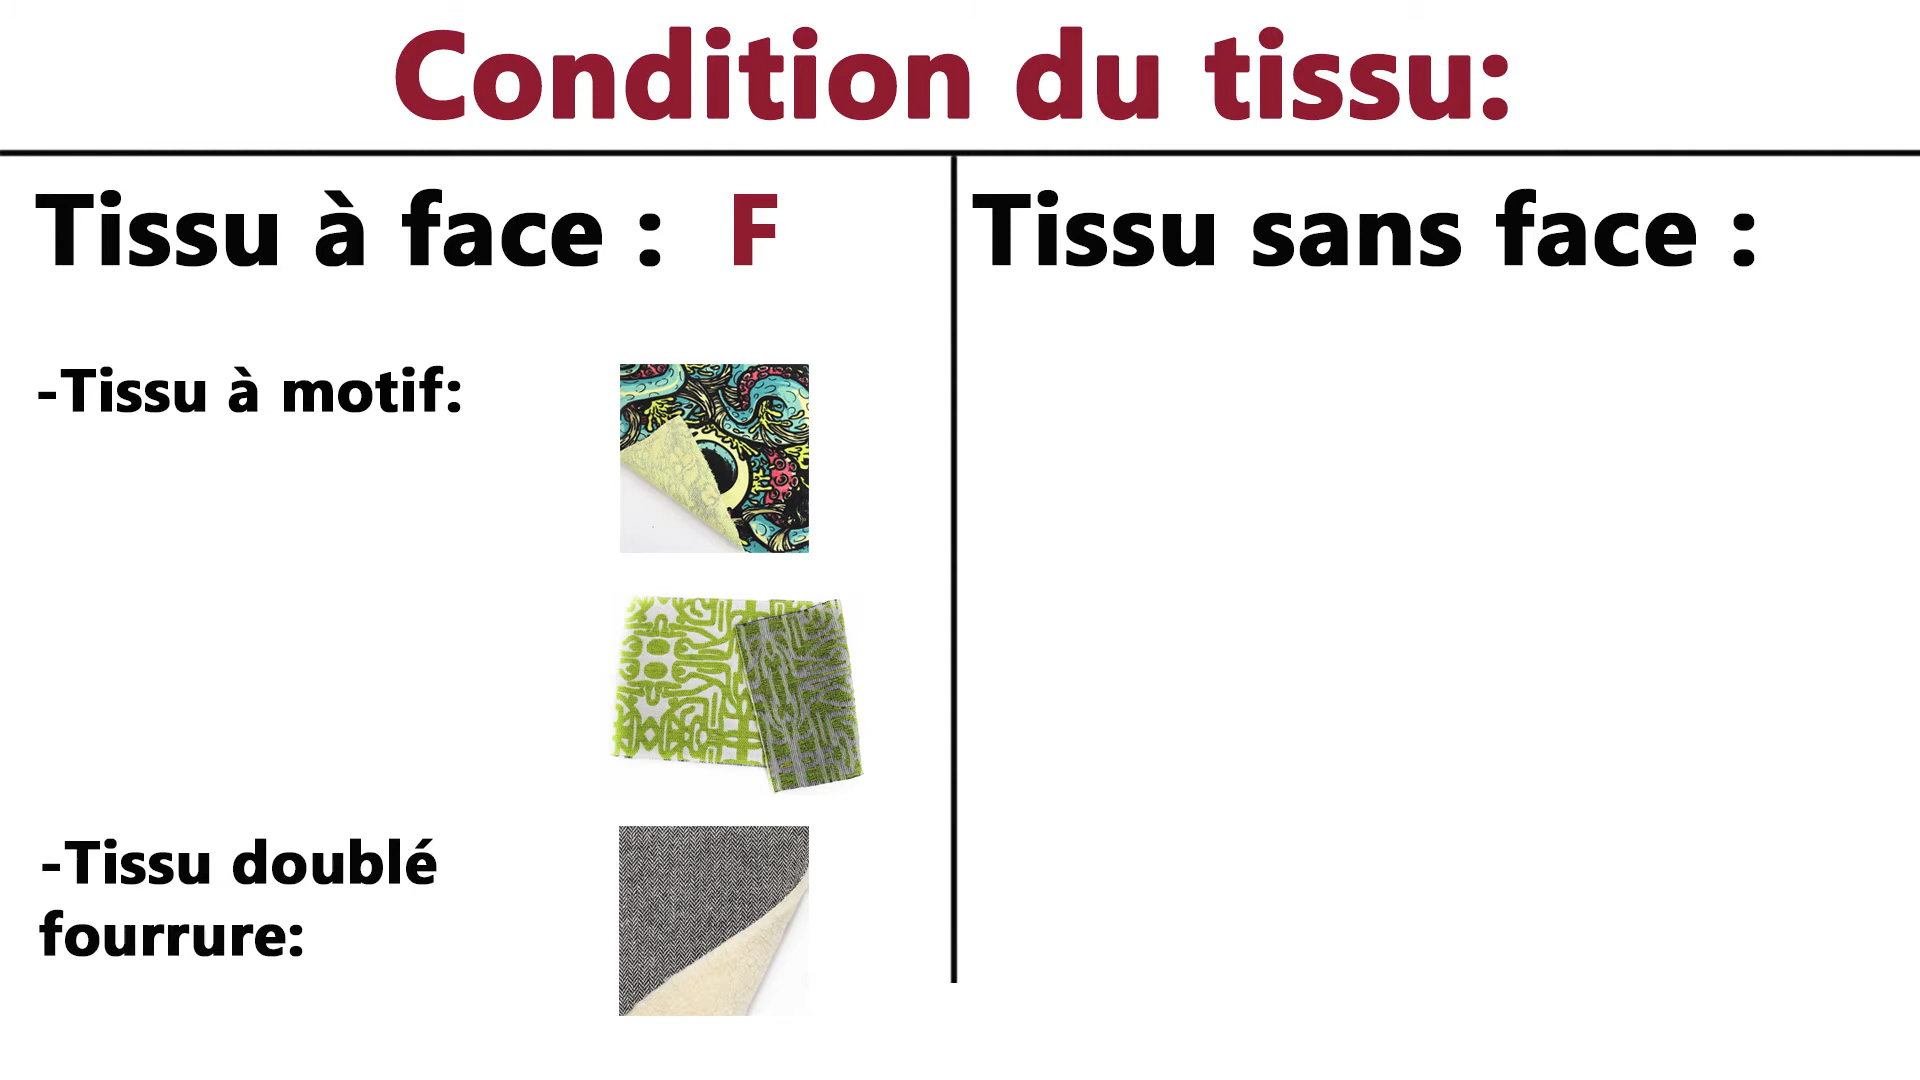 Condition du tissu:
Tissu à face : F
Tissu sans face :
-Tissu à motif:
-Tissu doublé
fourrure: